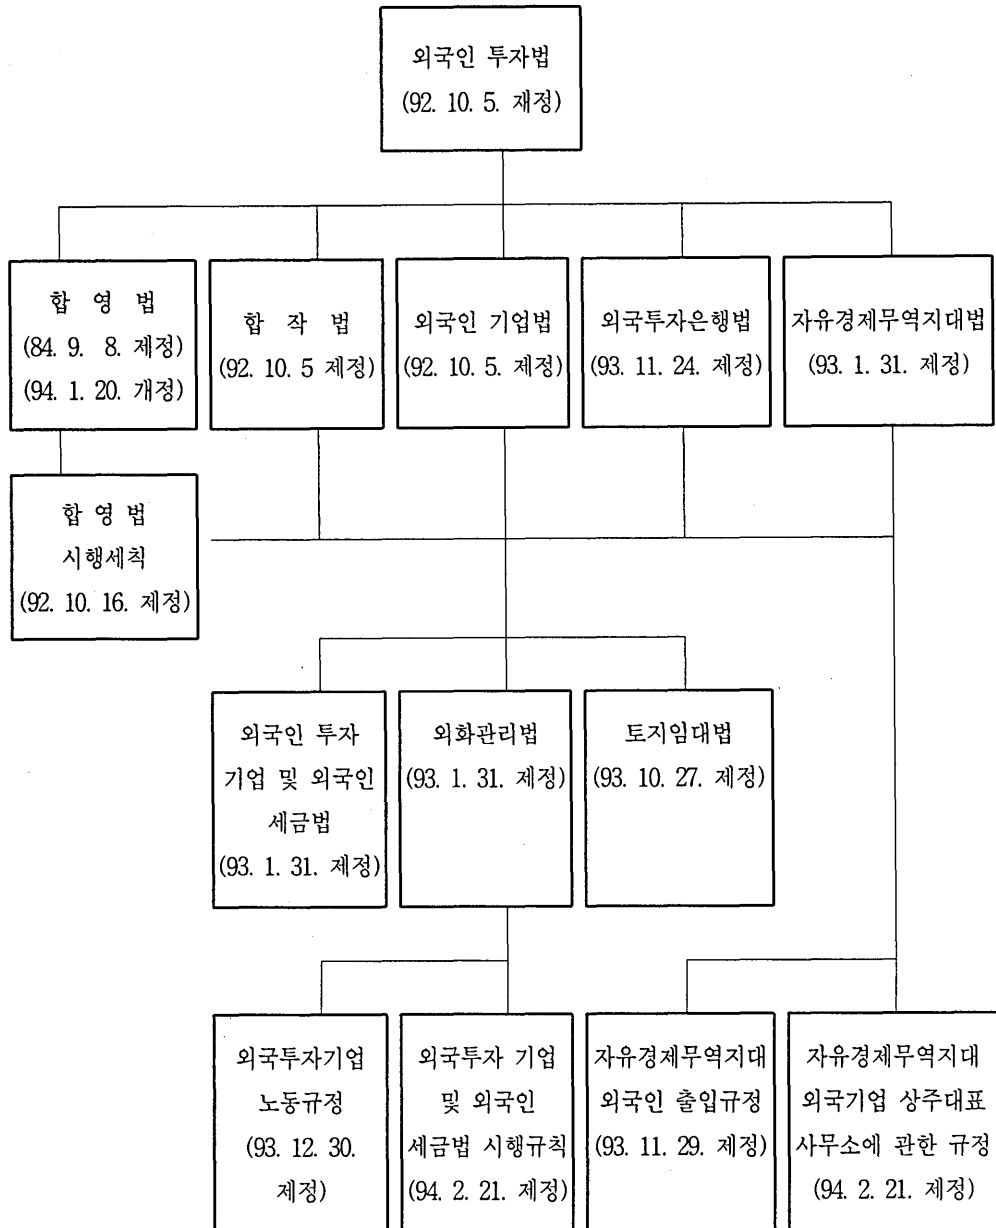 외국인 투자법
(92. 10. 5. 재정)
합 영 법
(84. 9. 8. 제정)
(94. 1. 20. 개정)
합 작 법
(92. 10. 5 제정)
외국인 기업법
(92. 10. 5. 제정)
외국투자은행법
(93. 11. 24. 제정)
자유경제무역지대법
(93. 1. 31. 제정)
합 영 법
시행세칙
(92. 10. 16. 제정)
외국인 투자
기업 및 외국인
세금법
(93. 1. 31. 제정)
외화관리법
(93. 1. 31. 제정)
토지임대법
(93. 10. 27. 제정)
외국투자기업
노동규정
(93. 12. 30.
제정)
외국투자 기업
및 외국인
세금법 시행규칙
(94. 2. 21. 제정)
자유경제무역지대
외국인 출입규정
(93. 11. 29. 제정)
자유경제무역지대
외국기업 상주대표
사무소에 관한 규정
(94. 2. 21. 제정)